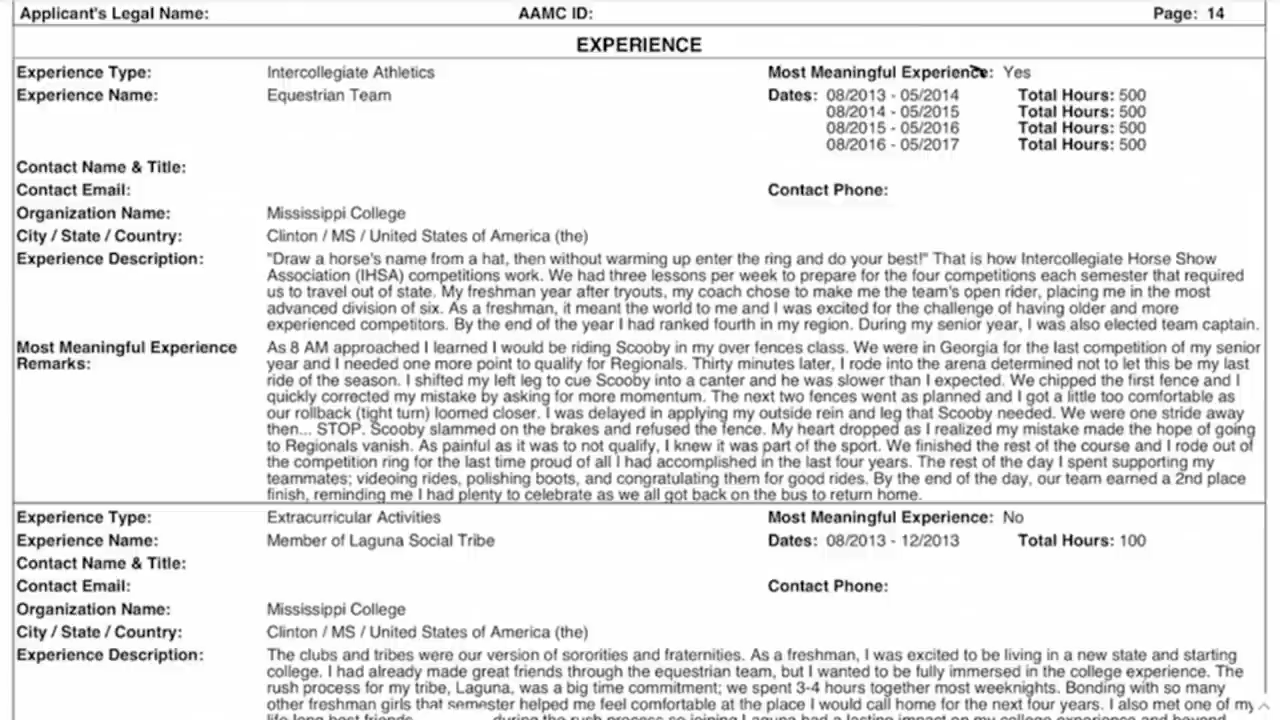 Applicant's Legal Name: AAMC ID: Page: 14
EXPERIENCE
Experience Type: Intercollegiate Athletics Most Meaningful Experience: Yes
Experience Name: Equestrian Team Dates: 08/2013 - 05/2014 Total Hours: 500
08/2014 - 05/2015 Total Hours: 500
08/2015 - 05/2016 Total Hours: 500
08/2016 - 05/2017 Total Hours: 500
Contact Name & Title:
Contact Email: Contact Phone:
Organization Name: Mississippi College
City / State / Country: Clinton / MS / United States of America (the)
Experience Description: "Draw a horse's name from a hat, then without warming up enter the ring and do your best!" That is how Intercollegiate Horse Show
Association (IHSA) competitions work. We had three lessons per week to prepare for the four competitions each semester that required
us to travel out of state. My freshman year after tryouts, my coach chose to make me the team's open rider, placing me in the most
advanced division of six. As a freshman, it meant the world to me and I was excited for the challenge of having older and more
experienced competitors. By the end of the year I had ranked fourth in my region. During my senior year, I was also elected team captain.
Most Meaningful Experience As 8 AM approached I learned I would be riding Scooby in my over fences class. We were in Georgia for the last competition of my senior
Remarks: year and I needed one more point to qualify for Regionals. Thirty minutes later, I rode into the arena determined not to let this be my last
ride of the season. I shifted my left leg to cue Scooby into a canter and he was slower than I expected. We chipped the first fence and I
quickly corrected my mistake by asking for more momentum. The next two fences went as planned and I got a little too comfortable as
our rollback (tight turn) loomed closer. I was delayed in applying my outside rein and leg that Scooby needed. We were one stride away
then... STOP. Scooby slammed on the brakes and refused the fence. My heart dropped as I realized my mistake made the hope of going
to Regionals vanish. As painful as it was to not qualify, I knew it was part of the sport. We finished the rest of the course and I rode out of
the competition ring for the last time proud of all I had accomplished in the last four years. The rest of the day I spent supporting my
teammates; videoing rides, polishing boots, and congratulating them for good rides. By the end of the day, our team earned a 2nd place
finish, reminding me I had plenty to celebrate as we all got back on the bus to return home.
Experience Type: Extracurricular Activities Most Meaningful Experience: No
Experience Name: Member of Laguna Social Tribe Dates: 08/2013 - 12/2013 Total Hours: 100
Contact Name & Title:
Contact Email: Contact Phone:
Organization Name: Mississippi College
City / State / Country: Clinton / MS / United States of America (the)
Experience Description: The clubs and tribes were our version of sororities and fraternities. As a freshman, I was excited to be living in a new state and starting
college. I had already made great friends through the equestrian team, but I wanted to be fully immersed in the college experience. The
rush process for my tribe, Laguna, was a big time commitment; we spent 3-4 hours together most weeknights. Bonding with so many
other freshman girls that semester helped me feel comfortable at the place I would call home for the next four years. I also met one of my
life-long best friends during the rush process so joining Laguna had a lasting impact on my college experience and beyond